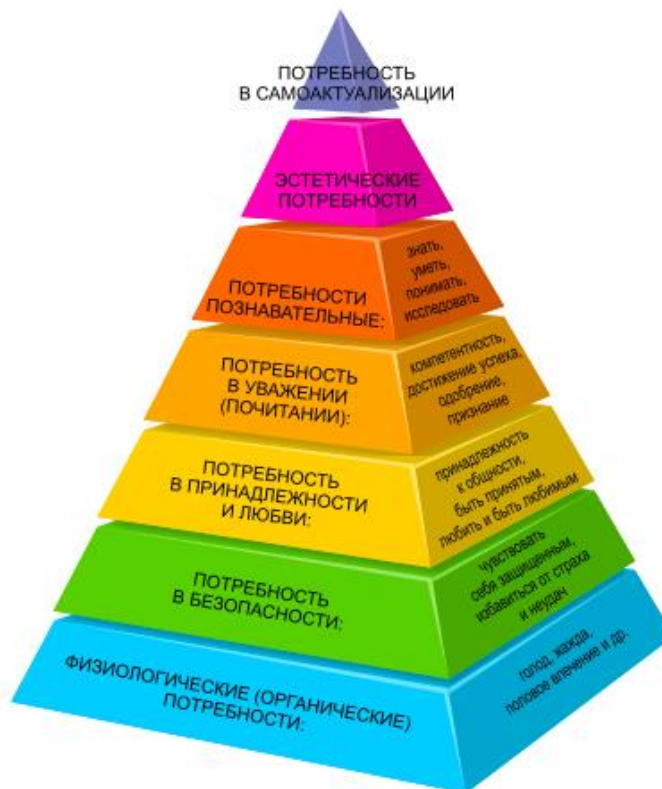 ПОТРЕБНОСТЬ
В САМОАКТУАЛИЗАЦИИ
ЭСТЕТИЧЕСКИЕ
ПОТРЕБНОСТИ
ПОТРЕБНОСТИ
ПОЗНАВАТЕЛЬНЫЕ:
знать,
уметь,
понимать,
исследовать
ПОТРЕБНОСТЬ
В УВАЖЕНИИ
(ПОЧИТАНИИ):
компетентность,
достижение успеха,
одобрение,
признание
ПОТРЕБНОСТЬ
В ПРИНАДЛЕЖНОСТИ
И ЛЮБВИ:
принадлежность
к общности,
быть принятым,
любить и быть любимым
ПОТРЕБНОСТЬ
В БЕЗОПАСНОСТИ:
чувствовать
себя защищенным,
избавиться от страха
и неудач
ФИЗИОЛОГИЧЕСКИЕ (ОРГАНИЧЕСКИЕ)
ПОТРЕБНОСТИ:
голод, жажда,
половое влечение и др.